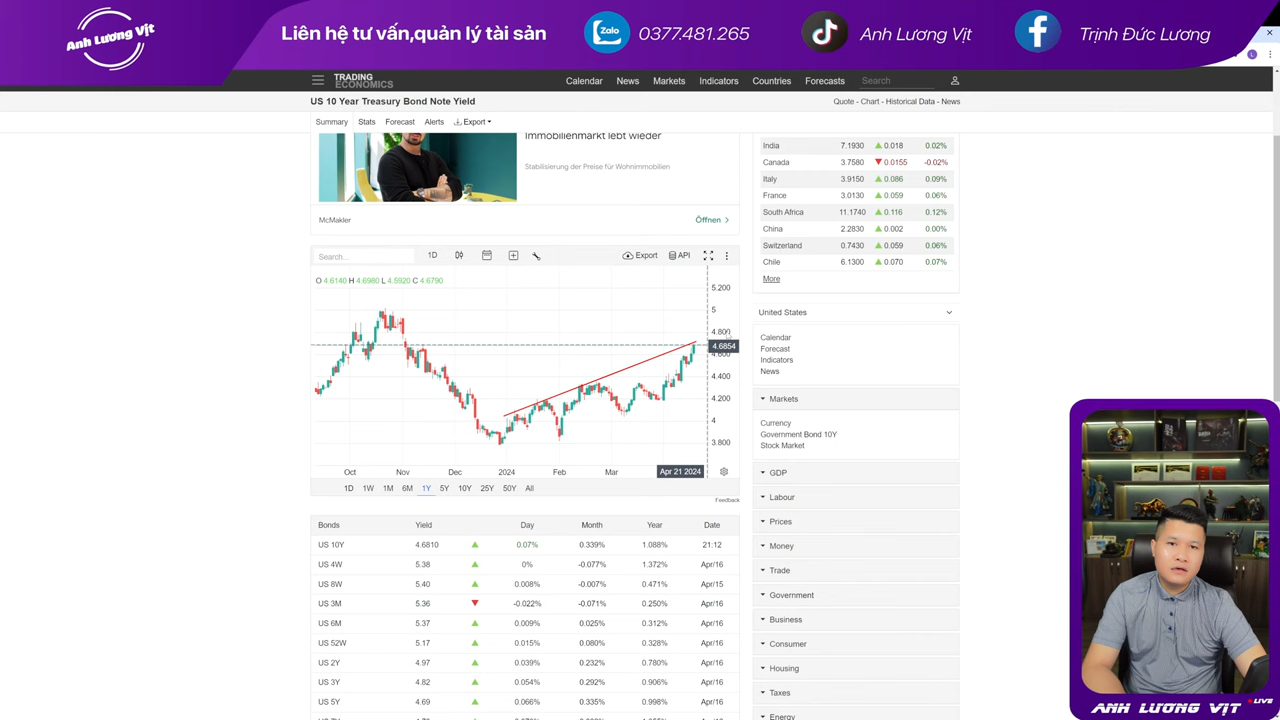 Anh Lương Vịt
Liên hệ tư vấn,quản lý tài sản
Zalo
0377.481.265
Anh Lương Vịt
Trịnh Đức Lương
TRADING
ECONOMICS
Calendar News Markets Indicators Countries Forecasts Search
US 10 Year Treasury Bond Note Yield
Quote - Chart - Historical Data - News
Summary Stats Forecast Alerts Export
Immobilienmarkt lebt wieder
Stabilisierung der Preise für Wohnimmobilien
McMakler
Öffnen
India 7.1930 0.018 0.02%
Canada 3.7580 0.0155 -0.02%
Italy 3.9150 0.086 0.09%
France 3.0130 0.059 0.06%
South Africa 11.1740 0.116 0.12%
China 2.2830 0.002 0.00%
Switzerland 0.7430 0.059 0.06%
Chile 6.1300 0.070 0.07%
More
Search... 1D Export API
O 4.6140 H 4.6980 L 4.5920 C 4.6790
5.200
5
4.800
4.6854
4.600
4.400
4.200
4
3.800
Oct Nov Dec 2024 Feb Mar Apr 21 2024
1D 1W 1M 6M 1Y 5Y 10Y 25Y 50Y All
Feedback
Bonds Yield Day Month Year Date
US 10Y 4.6810 0.07% 0.339% 1.088% 21:12
US 4W 5.38 0% -0.077% 1.372% Apr/16
US 8W 5.40 0.008% -0.007% 0.471% Apr/15
US 3M 5.36 -0.022% -0.071% 0.250% Apr/16
US 6M 5.37 0.009% 0.025% 0.312% Apr/16
US 52W 5.17 0.015% 0.080% 0.328% Apr/16
US 2Y 4.97 0.039% 0.232% 0.780% Apr/16
US 3Y 4.82 0.054% 0.292% 0.906% Apr/16
US 5Y 4.69 0.066% 0.335% 0.998% Apr/16
United States
Calendar
Forecast
Indicators
News
Markets
Currency
Government Bond 10Y
Stock Market
GDP
Labour
Prices
Money
Trade
Government
Business
Consumer
Housing
Taxes
Energy
ANH LƯƠNG VỊT LIVE